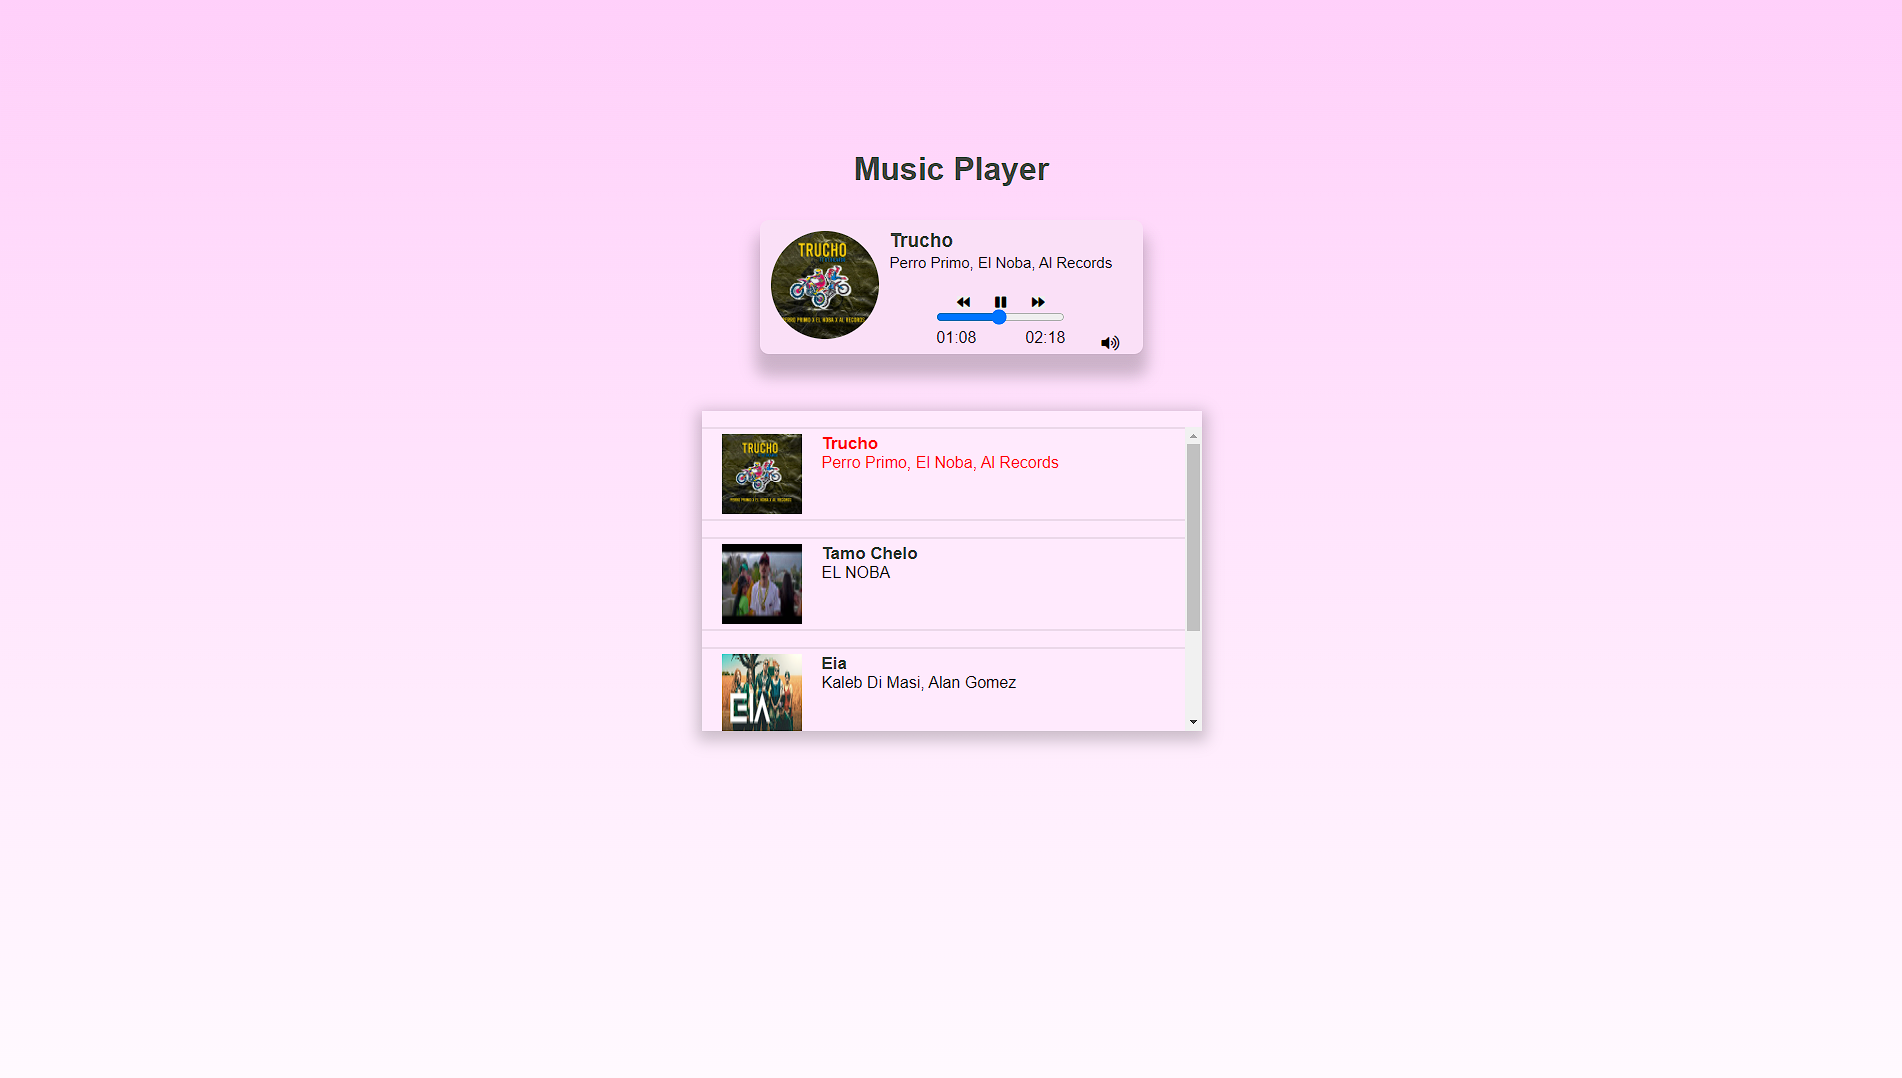 Music Player
TRUCHO
PERRO PRIMO X EL NOBA X AL RECORDS
Trucho
Perro Primo, El Noba, Al Records
01:08
02:18
TRUCHO
PERRO PRIMO X EL NOBA X AL RECORDS
Trucho
Perro Primo, El Noba, Al Records
Tamo Chelo
EL NOBA
EIA
Eia
Kaleb Di Masi, Alan Gomez